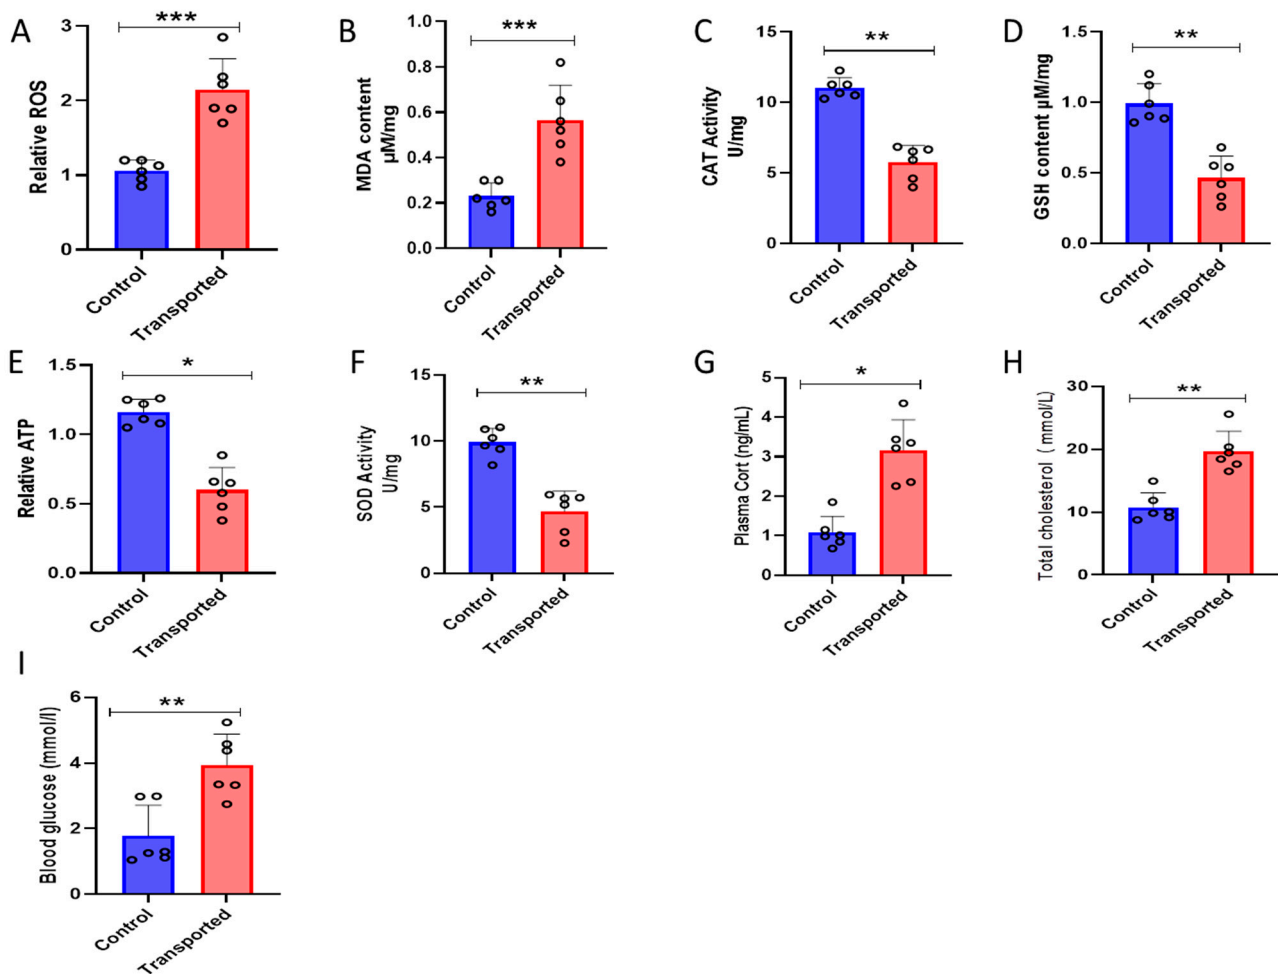 A
Relative ROS
3
2
1
0
***
Control
Transported
B
MDA content
µM/mg
1.0
0.8
0.6
0.4
0.2
0.0
***
Control
Transported
C
CAT Activity
U/mg
15
10
5
0
**
Control
Transported
D
GSH content µM/mg
1.5
1.0
0.5
0.0
**
Control
Transported
E
Relative ATP
1.5
1.0
0.5
0.0
*
Control
Transported
F
SOD Activity
U/mg
15
10
5
0
**
Control
Transported
G
Plasma Cort (ng/mL)
5
4
3
2
1
0
*
Control
Transported
H
Total cholesterol ( mmol/L)
30
20
10
0
**
Control
Transported
I
Blood glucose (mmol/l)
6
4
2
0
**
Control
Transported